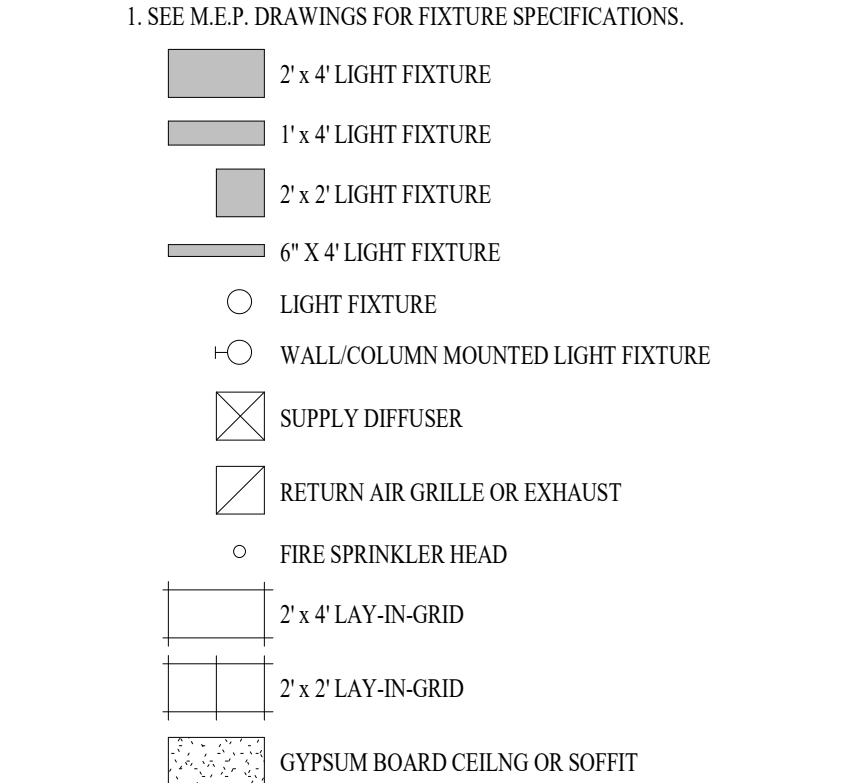 1. SEE M.E.P. DRAWINGS FOR FIXTURE SPECIFICATIONS.
2' x 4' LIGHT FIXTURE
1' x 4' LIGHT FIXTURE
2' x 2' LIGHT FIXTURE
6" X 4' LIGHT FIXTURE
LIGHT FIXTURE
WALL/COLUMN MOUNTED LIGHT FIXTURE
SUPPLY DIFFUSER
RETURN AIR GRILLE OR EXHAUST
FIRE SPRINKLER HEAD
2' x 4' LAY-IN-GRID
2' x 2' LAY-IN-GRID
GYPSUM BOARD CEILNG OR SOFFIT